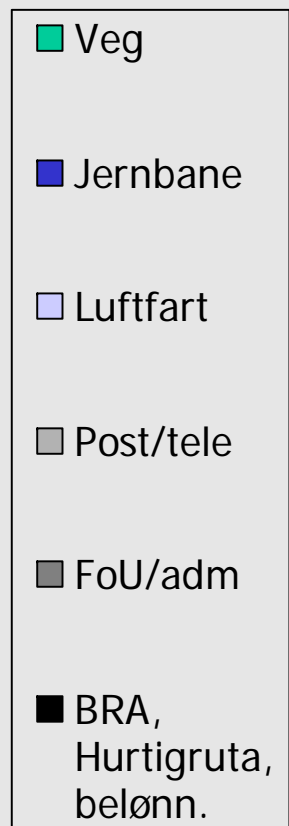 Veg
Jernbane
Luftfart
Post/tele
FoU/adm
BRA,
Hurtigruta,
belønn.